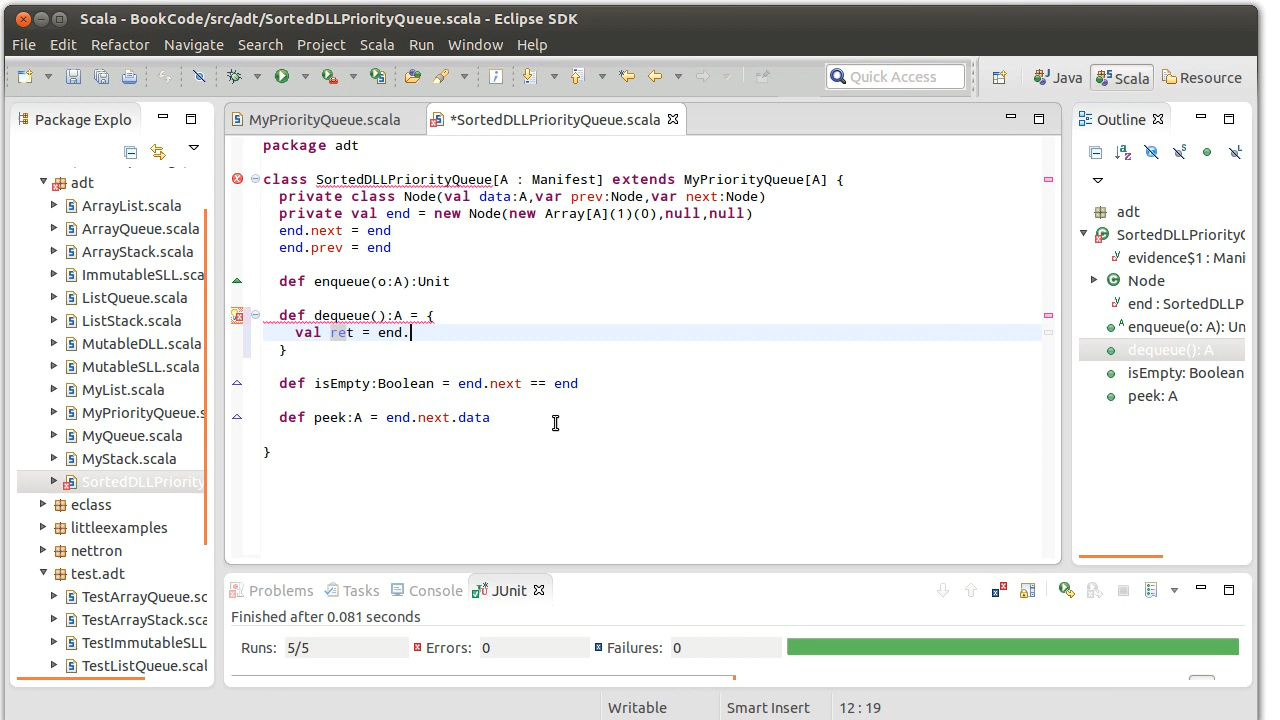 Scala - BookCode/src/adt/SortedDLLPriorityQueue.scala - Eclipse SDK
File Edit Refactor Navigate Search Project Scala Run Window Help
Quick Access
Java
Scala
Resource
Package Explo
adt
ArrayList.scala
ArrayQueue.scala
ArrayStack.scala
ImmutableSLL.sca
ListQueue.scala
ListStack.scala
MutableDLL.scala
MutableSLL.scala
MyList.scala
MyPriorityQueue.s
MyQueue.scala
MyStack.scala
SortedDLLPriority
eclass
littleexamples
nettron
test.adt
TestArrayQueue.sc
TestArrayStack.sca
TestImmutableSLL
TestListQueue.scal
MyPriorityQueue.scala
*SortedDLLPriorityQueue.scala
package adt
class SortedDLLPriorityQueue[A : Manifest] extends MyPriorityQueue[A] {
  private class Node(val data:A,var prev:Node,var next:Node)
  private val end = new Node(new Array[A](1)(0),null,null)
  end.next = end
  end.prev = end
  def enqueue(o:A):Unit
  def dequeue():A = {
    val ret = end.
  }
  def isEmpty:Boolean = end.next == end
  def peek:A = end.next.data
}
Outline
adt
SortedDLLPriorityC
evidence$1 : Mani
Node
end : SortedDLLP
enqueue(o: A): Un
dequeue(): A
isEmpty: Boolean
peek: A
Problems Tasks Console JUnit
Finished after 0.081 seconds
Runs: 5/5 Errors: 0 Failures: 0
Writable Smart Insert 12 : 19